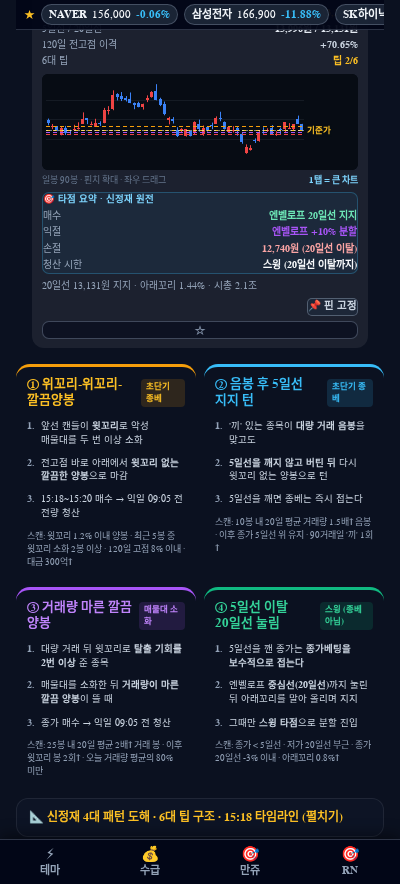 ★ NAVER 156,000 -0.06% 삼성전자 166,900 -11.88% SK하이닉
120일 전고점 이격 +70.65%
6대 팁 팁 2/6
기준가
일봉 90봉 · 핀치 확대 · 좌우 드래그 1탭 = 큰 차트
🎯 타점 요약 · 신정재 원전
매수 엔벨로프 20일선 지지
익절 엔벨로프 +10% 분할
손절 12,740원 (20일선 이탈)
청산 시한 스윙 (20일선 이탈까지)
20일선 13,131원 지지 · 아래꼬리 1.44% · 시총 2.1조
📌 핀 고정
☆
① 위꼬리-위꼬리-깔끔양봉
초단기 종베
1. 앞선 캔들이 윗꼬리로 악성
매물대를 두 번 이상 소화
2. 전고점 바로 아래에서 윗꼬리 없는
깔끔한 양봉으로 마감
3. 15:18~15:20 매수 → 익일 09:05 전
전량 청산
스캔: 윗꼬리 1.2% 이내 양봉 · 최근 5봉 중
윗꼬리 소화 2봉 이상 · 120일 고점 8% 이내 ·
대금 300억↑
② 음봉 후 5일선 지지 턴
초단기 종베
1. ‘끼’ 있는 종목이 대량 거래 음봉을
맞고도
2. 5일선을 깨지 않고 버틴 뒤 다시
윗꼬리 없는 양봉으로 턴
3. 5일선을 깨면 종베는 즉시 접는다
스캔: 10봉 내 20일 평균 거래량 1.5배↑ 음봉
· 이후 종가 5일선 위 유지 · 90거래일 ‘끼’ 1회
↑
③ 거래량 마른 깔끔양봉
매물대 소화
1. 대량 거래 뒤 윗꼬리로 탈출 기회를
2번 이상 준 종목
2. 매물대를 소화한 뒤 거래량이 마른
깔끔 양봉이 뜰 때
3. 종가 매수 → 익일 09:05 전 청산
스캔: 25봉 내 20일 평균 2배↑ 거래 봉 · 이후
윗꼬리 봉 2회↑ · 오늘 거래량 평균의 80%
미만
④ 5일선 이탈 20일선 눌림
스윙 (종베 아님)
1. 5일선을 깬 종가는 종가베팅을
보수적으로 접는다
2. 엔벨로프 중심선(20일선)까지 눌린
뒤 아래꼬리를 말아 올리며 지지
3. 그때만 스윙 타점으로 분할 진입
스캔: 종가 < 5일선 · 저가 20일선 부근 · 종가
20일선 -3% 이내 · 아래꼬리 0.8%↑
📐 신정재 4대 패턴 도해 · 6대 팁 구조 · 15:18 타임라인 (펼치기)
⚡ 테마
💰 수급
🎯 만쥬
🎯 RN